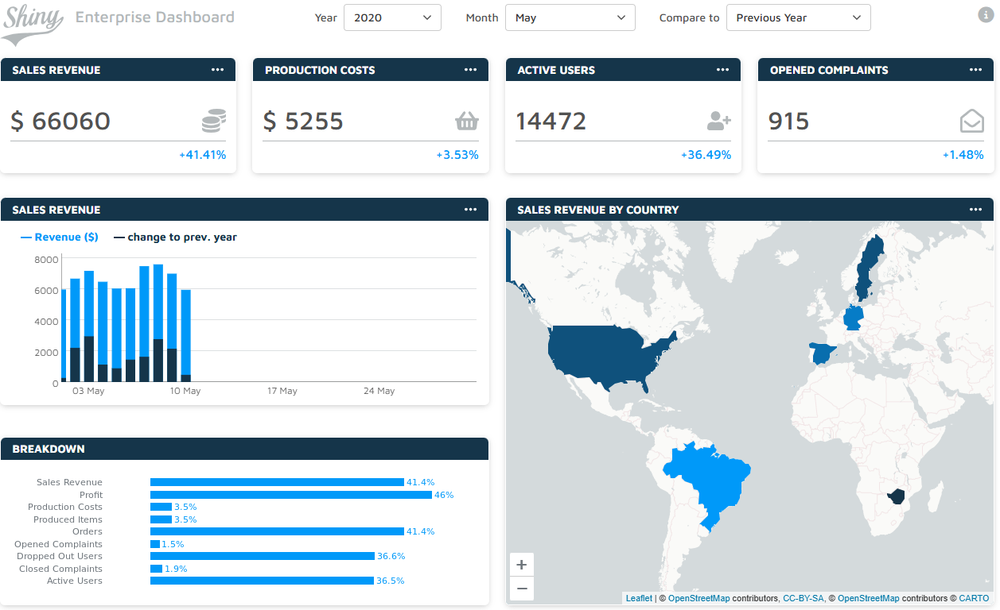 Shiny Enterprise Dashboard Year 2020 Month May Compare to Previous Year
SALES REVENUE
$ 66060
+41.41%
PRODUCTION COSTS
$ 5255
+3.53%
ACTIVE USERS
14472
+36.49%
OPENED COMPLAINTS
915
+1.48%
SALES REVENUE
Revenue ($) change to prev. year
8000
6000
4000
2000
0
03 May 10 May 17 May 24 May
BREAKDOWN
Sales Revenue 41.4%
Profit 46%
Production Costs 3.5%
Produced Items 3.5%
Orders 41.4%
Opened Complaints 1.5%
Dropped Out Users 36.6%
Closed Complaints 1.9%
Active Users 36.5%
SALES REVENUE BY COUNTRY
+
−
Leaflet | © OpenStreetMap contributors, CC-BY-SA, © OpenStreetMap contributors © CARTO